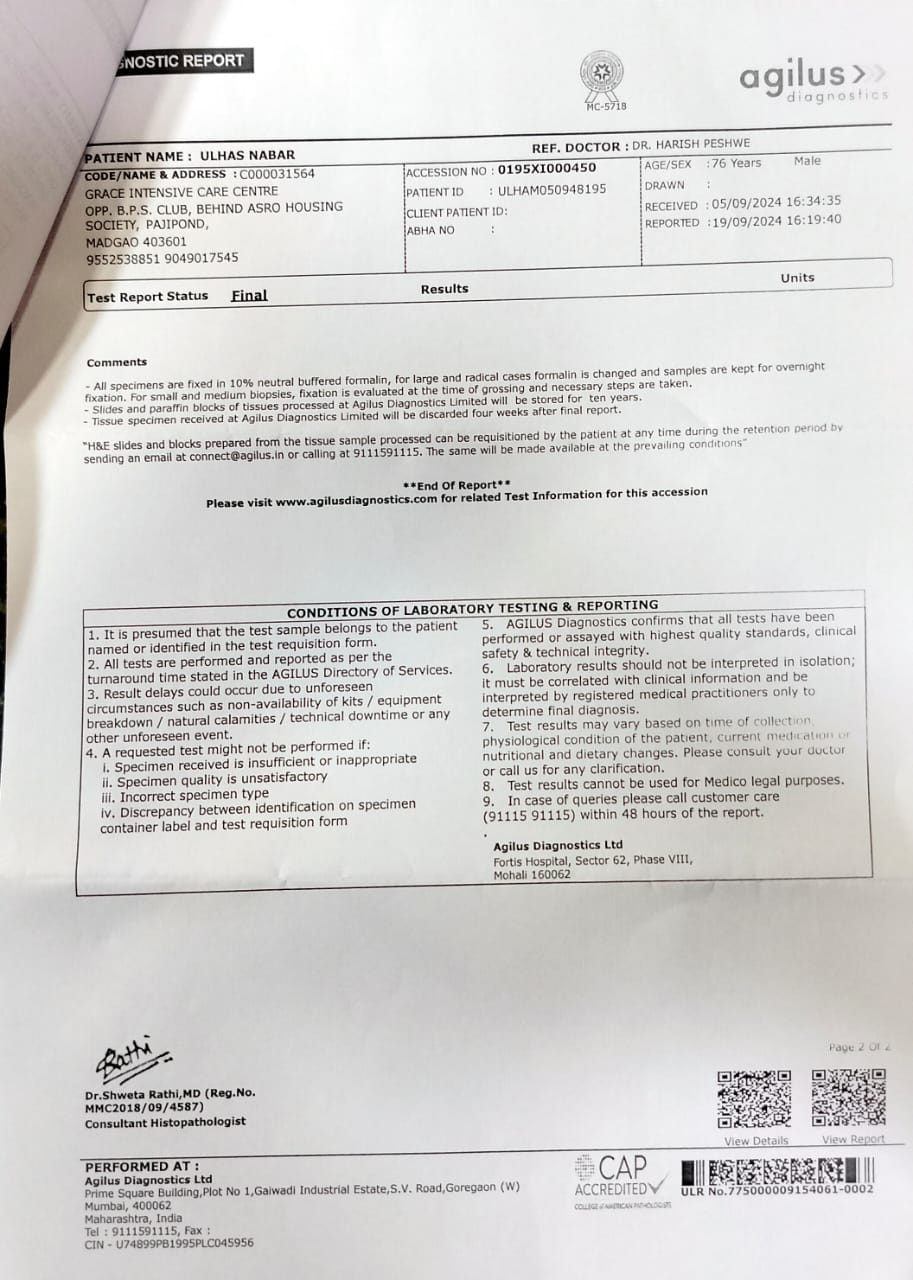 GNOSTIC REPORT
MC-5718
agilus
diagnostics
PATIENT NAME : ULHAS NABAR
REF. DOCTOR : DR. HARISH PESHWE
CODE/NAME & ADDRESS : C000031564
GRACE INTENSIVE CARE CENTRE
OPP. B.P.S. CLUB, BEHIND ASRO HOUSING
SOCIETY, PAJIPOND,
MADGAO 403601
9552538851 9049017545
ACCESSION NO : 0195XI000450
PATIENT ID : ULHAM050948195
CLIENT PATIENT ID:
ABHA NO :
AGE/SEX : 76 Years Male
DRAWN :
RECEIVED : 05/09/2024 16:34:35
REPORTED : 19/09/2024 16:19:40
Test Report Status Final Results Units
Comments
- All specimens are fixed in 10% neutral buffered formalin, for large and radical cases formalin is changed and samples are kept for overnight
fixation. For small and medium biopsies, fixation is evaluated at the time of grossing and necessary steps are taken.
- Slides and paraffin blocks of tissues processed at Agilus Diagnostics Limited will be stored for ten years.
- Tissue specimen received at Agilus Diagnostics Limited will be discarded four weeks after final report.
"H&E slides and blocks prepared from the tissue sample processed can be requisitioned by the patient at any time during the retention period by
sending an email at connect@agilus.in or calling at 9111591115. The same will be made available at the prevailing conditions"
**End Of Report**
Please visit www.agilusdiagnostics.com for related Test Information for this accession
CONDITIONS OF LABORATORY TESTING & REPORTING
1. It is presumed that the test sample belongs to the patient
named or identified in the test requisition form.
2. All tests are performed and reported as per the
turnaround time stated in the AGILUS Directory of Services.
3. Result delays could occur due to unforeseen
circumstances such as non-availability of kits / equipment
breakdown / natural calamities / technical downtime or any
other unforeseen event.
4. A requested test might not be performed if:
i. Specimen received is insufficient or inappropriate
ii. Specimen quality is unsatisfactory
iii. Incorrect specimen type
iv. Discrepancy between identification on specimen
container label and test requisition form
5. AGILUS Diagnostics confirms that all tests have been
performed or assayed with highest quality standards, clinical
safety & technical integrity.
6. Laboratory results should not be interpreted in isolation;
it must be correlated with clinical information and be
interpreted by registered medical practitioners only to
determine final diagnosis.
7. Test results may vary based on time of collection,
physiological condition of the patient, current medication or
nutritional and dietary changes. Please consult your doctor
or call us for any clarification.
8. Test results cannot be used for Medico legal purposes.
9. In case of queries please call customer care
(91115 91115) within 48 hours of the report.
.
Agilus Diagnostics Ltd
Fortis Hospital, Sector 62, Phase VIII,
Mohali 160062
Rathi
Dr.Shweta Rathi,MD (Reg.No.
MMC2018/09/4587)
Consultant Histopathologist
Page 2 Of 2
View Details View Report
PERFORMED AT :
Agilus Diagnostics Ltd
Prime Square Building,Plot No 1,Gaiwadi Industrial Estate,S.V. Road,Goregaon (W)
Mumbai, 400062
Maharashtra, India
Tel : 9111591115, Fax :
CIN - U74899PB1995PLC045956
CAP
ACCREDITED
COLLEGE of AMERICAN PATHOLOGISTS
ULR No.775000009154061-0002